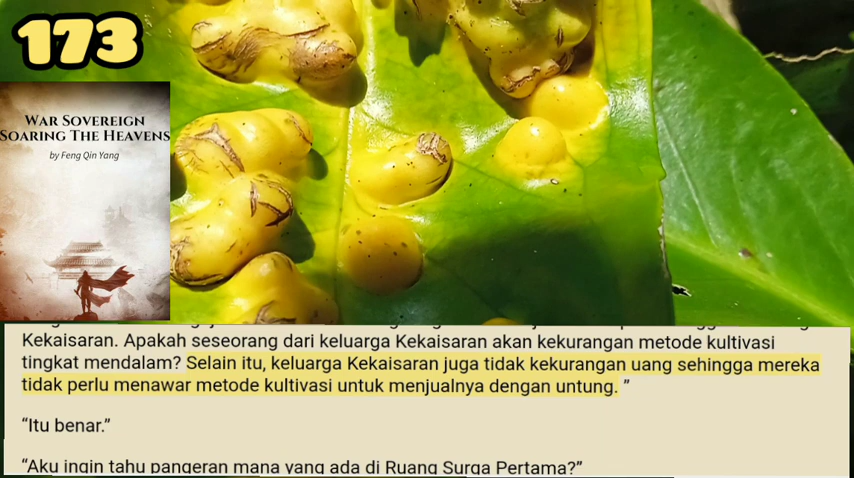 173
WAR SOVEREIGN
SOARING THE HEAVENS
by Feng Qin Yang
Kekaisaran. Apakah seseorang dari keluarga Kekaisaran akan kekurangan metode kultivasi
tingkat mendalam? Selain itu, keluarga Kekaisaran juga tidak kekurangan uang sehingga mereka
tidak perlu menawar metode kultivasi untuk menjualnya dengan untung. ”
“Itu benar.”
“Aku ingin tahu pangeran mana yang ada di Ruang Surga Pertama?”